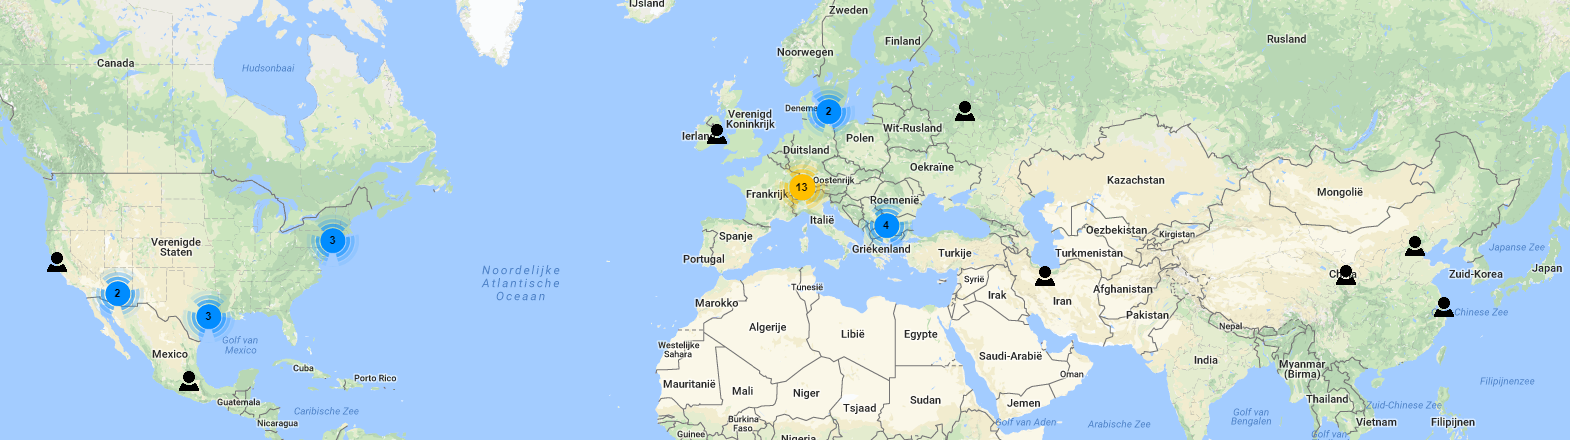 IJsland
Zweden
Finland
Rusland
Noorwegen
Canada
Hudsonbaai
Denema
2
Verenigd
Koninkrijk
Ierlan
Wit-Rusland
Polen
Duitsland
Oekraïne
Oostenrijk
13
Frankrijk
Kazachstan
Mongolië
Roemenië
Italië
4
Spanje
Griekenland
Portugal
Turkije
Oezbekistan
Kirgistan
Turkmenistan
Japanse Zee
Verenigde
Staten
3
2
3
Noordelijke
Atlantische
Oceaan
Syrië
Tunesië
Irak
Iran
Afghanistan
Zuid-Korea
Japan
Marokko
Algerije
Libië
Egypte
Pakistan
Nepal
Chinese Zee
Golf van
Mexico
Mexico
Westelijke
Sahara
Saoudi-Arabië
India
Myanmar
(Birma)
Cuba
Porto Rico
Mauritanië
Mali
Niger
Tsjaad
Sudan
Oman
Jemen
Thailand
Filipijnenzee
Guatemala
Nicaragua
Caribische Zee
Burkina
Faso
Guinee
Nigeria
Golf van Aden
Arabische Zee
Golf van
Bengalen
Zuid-Chinese Zee
Vietnam
Filipijnen
Golf van